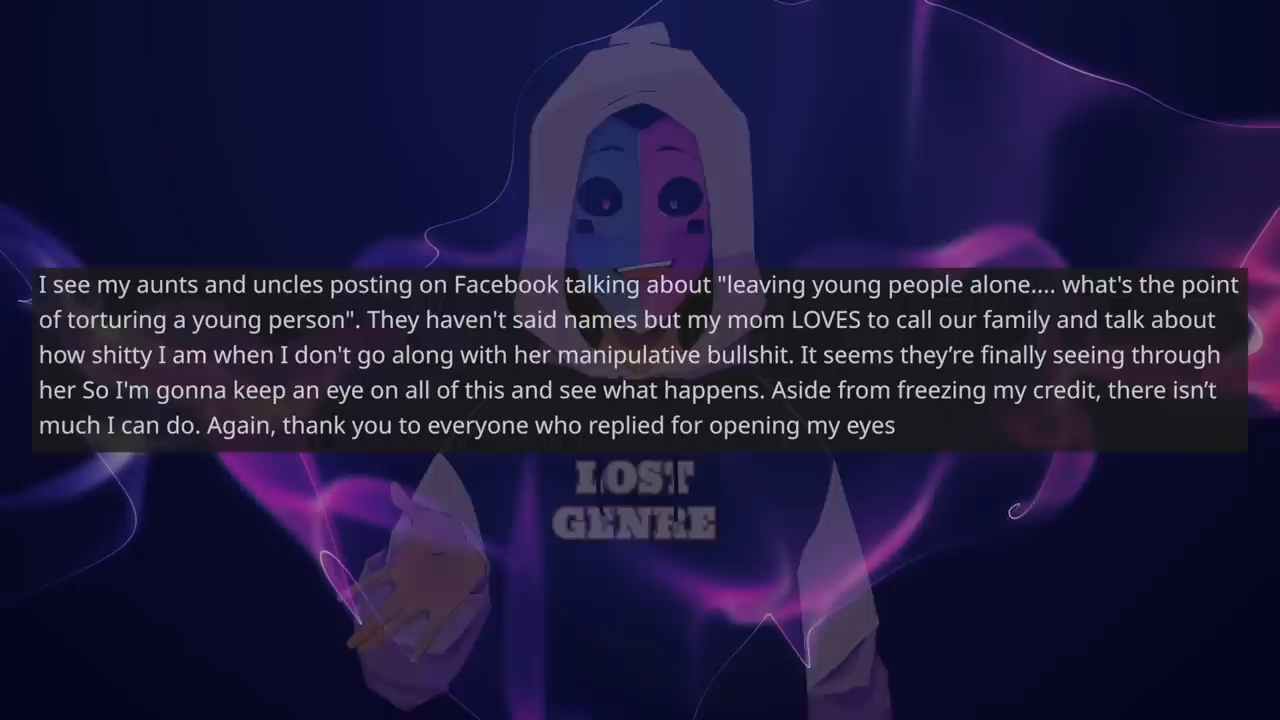 I see my aunts and uncles posting on Facebook talking about "leaving young people alone.... what's the point
of torturing a young person". They haven't said names but my mom LOVES to call our family and talk about
how shitty I am when I don't go along with her manipulative bullshit. It seems they’re finally seeing through
her So I'm gonna keep an eye on all of this and see what happens. Aside from freezing my credit, there isn’t
much I can do. Again, thank you to everyone who replied for opening my eyes
LOST
GENRE